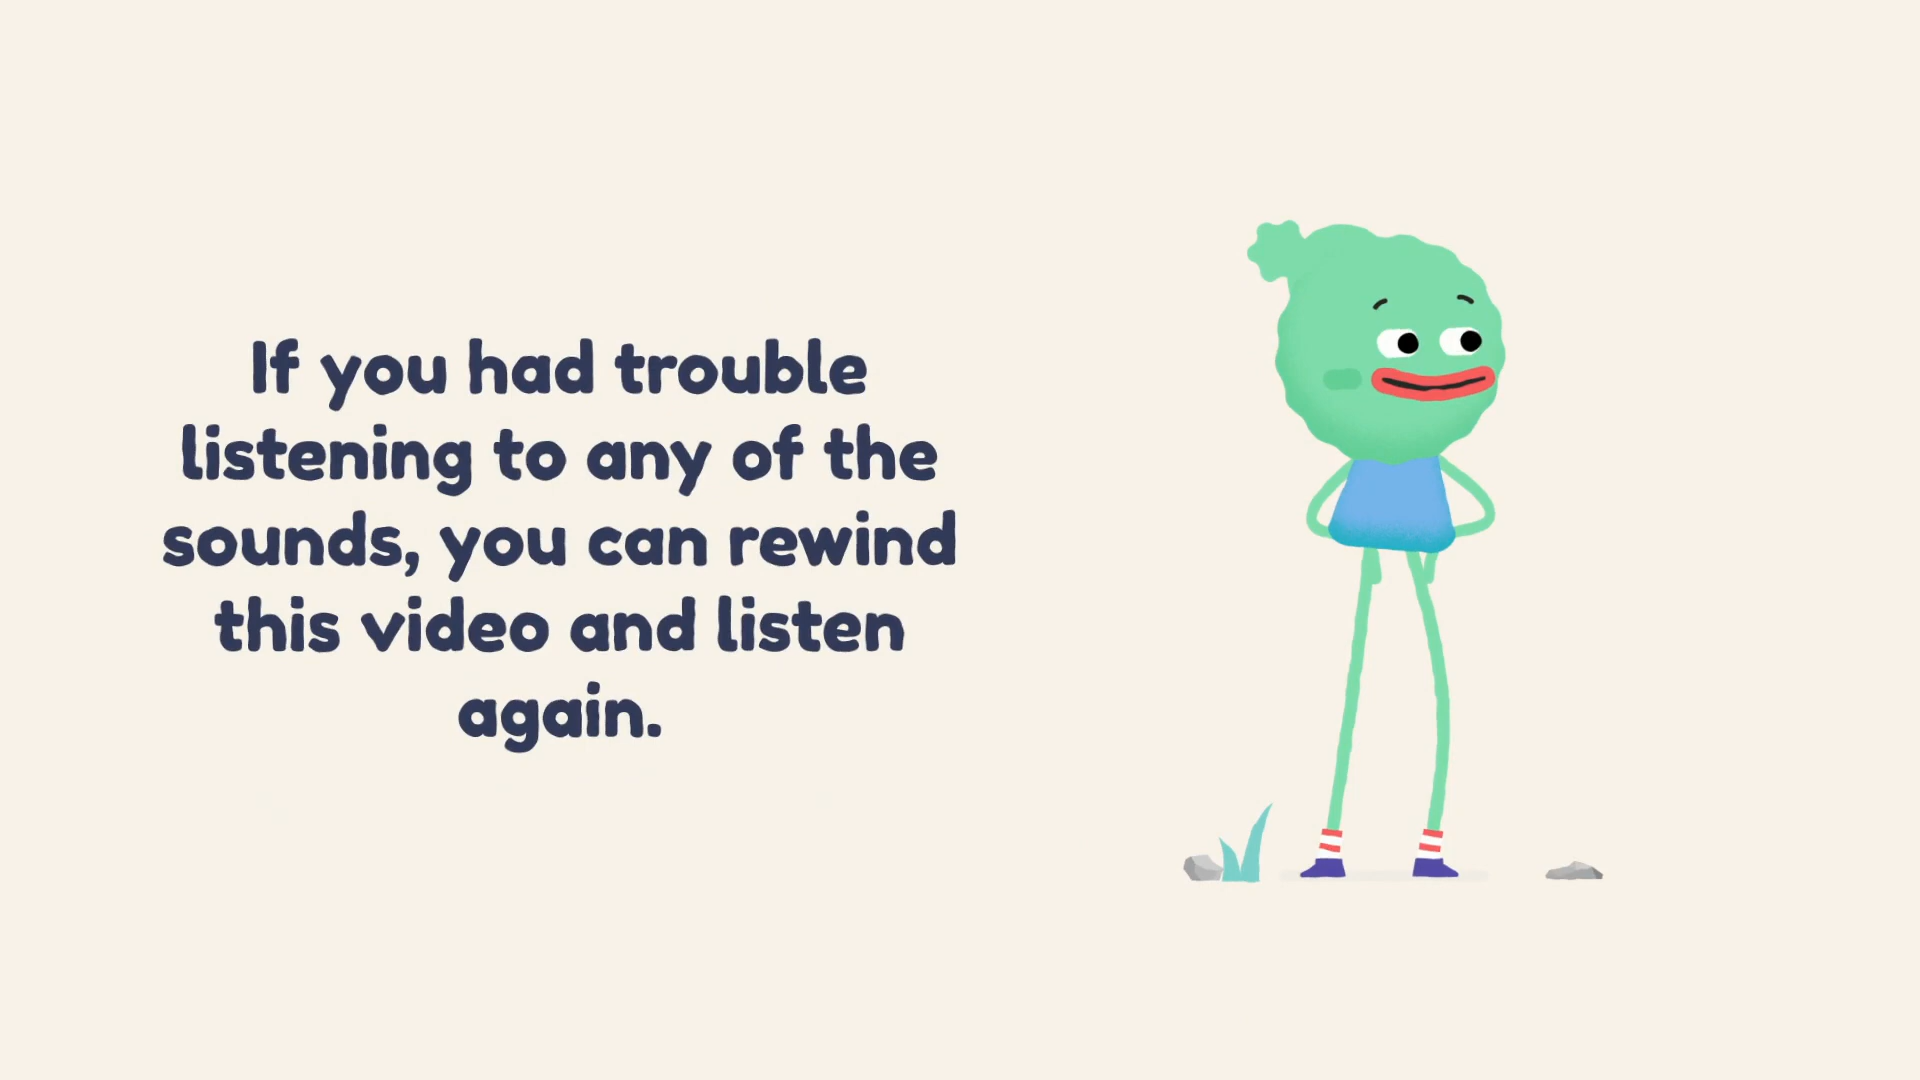 If you had trouble
listening to any of the
sounds, you can rewind
this video and listen
again.